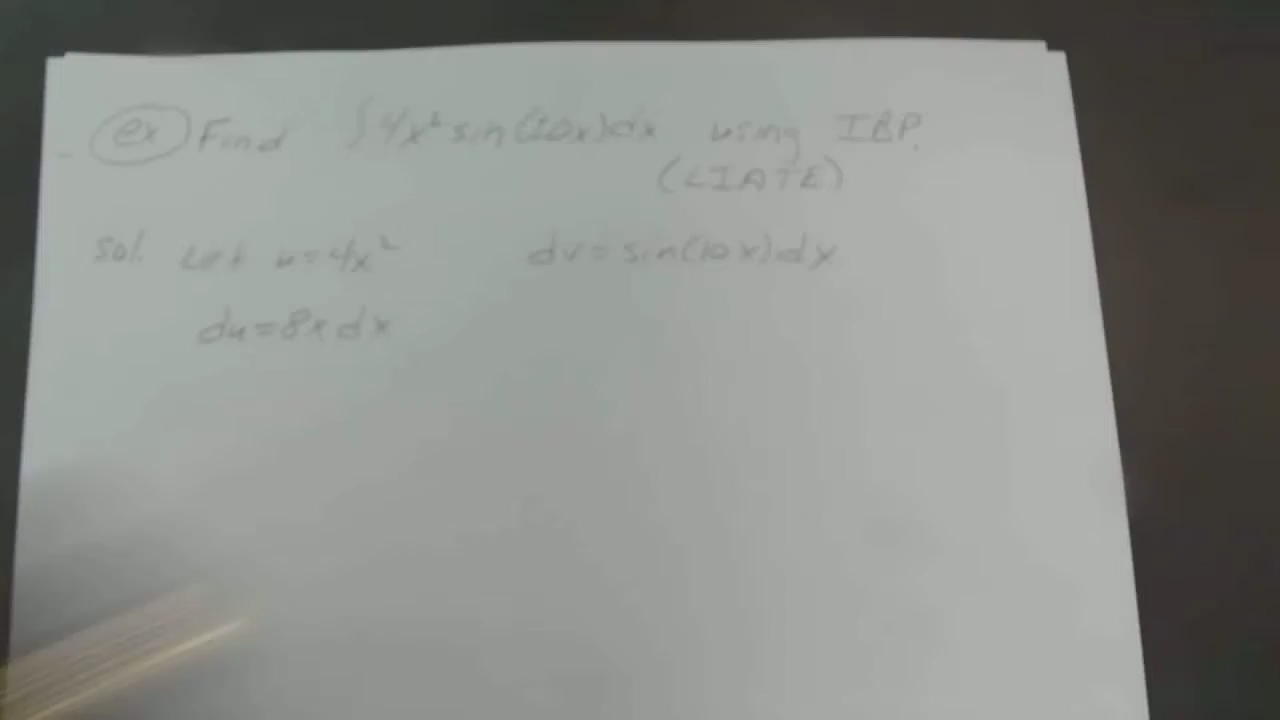 ex Find ∫4x² sin(10x)dx using IBP.
(LIATE)
Sol. Let u=4x² dv=sin(10x)dx
du=8x dx